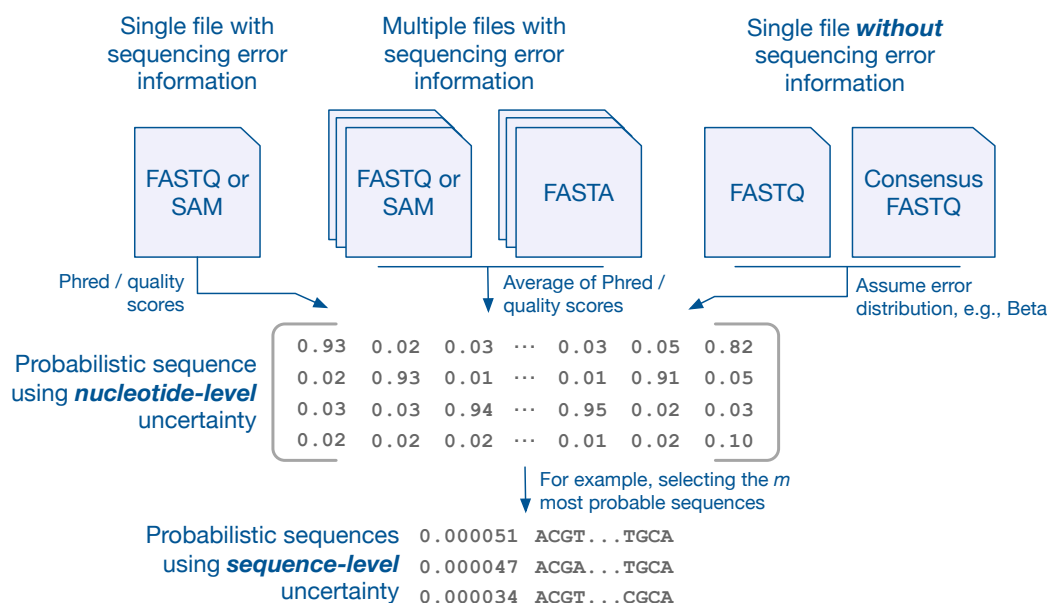 Single file with
sequencing error
information
Multiple files with
sequencing error
information
Single file without
sequencing error
information
FASTQ or
SAM
FASTQ or
SAM
FASTA
FASTQ
Consensus
FASTQ
Phred / quality
scores
Average of Phred /
quality scores
Assume error
distribution, e.g., Beta
Probabilistic sequence
using nucleotide-level
uncertainty
0.93 0.02 0.03 ··· 0.03 0.05 0.82
0.02 0.93 0.01 ··· 0.01 0.91 0.05
0.03 0.03 0.94 ··· 0.95 0.02 0.03
0.02 0.02 0.02 ··· 0.01 0.02 0.10
For example, selecting the m
most probable sequences
Probabilistic sequences
using sequence-level
uncertainty
0.000051 ACGT...TGCA
0.000047 ACGA...TGCA
0.000034 ACGT...CGCA